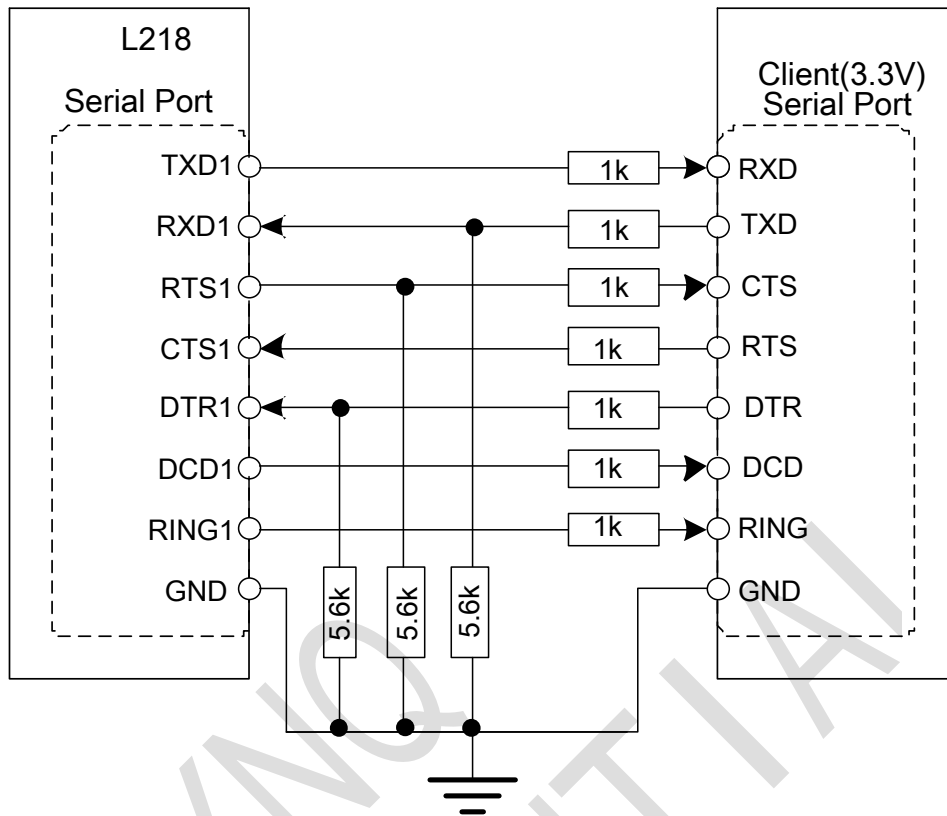 L218
Serial Port
Client(3.3V)
Serial Port
TXD1 1k RXD
RXD1 1k TXD
RTS1 1k CTS
CTS1 1k RTS
DTR1 1k DTR
DCD1 1k DCD
RING1 1k RING
GND GND
5.6k 5.6k 5.6k